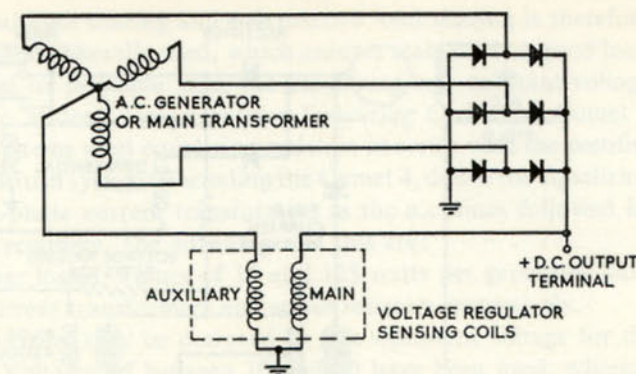 A.C. GENERATOR
OR MAIN TRANSFORMER
+ D.C. OUTPUT
TERMINAL
AUXILIARY
MAIN
VOLTAGE REGULATOR
SENSING COILS